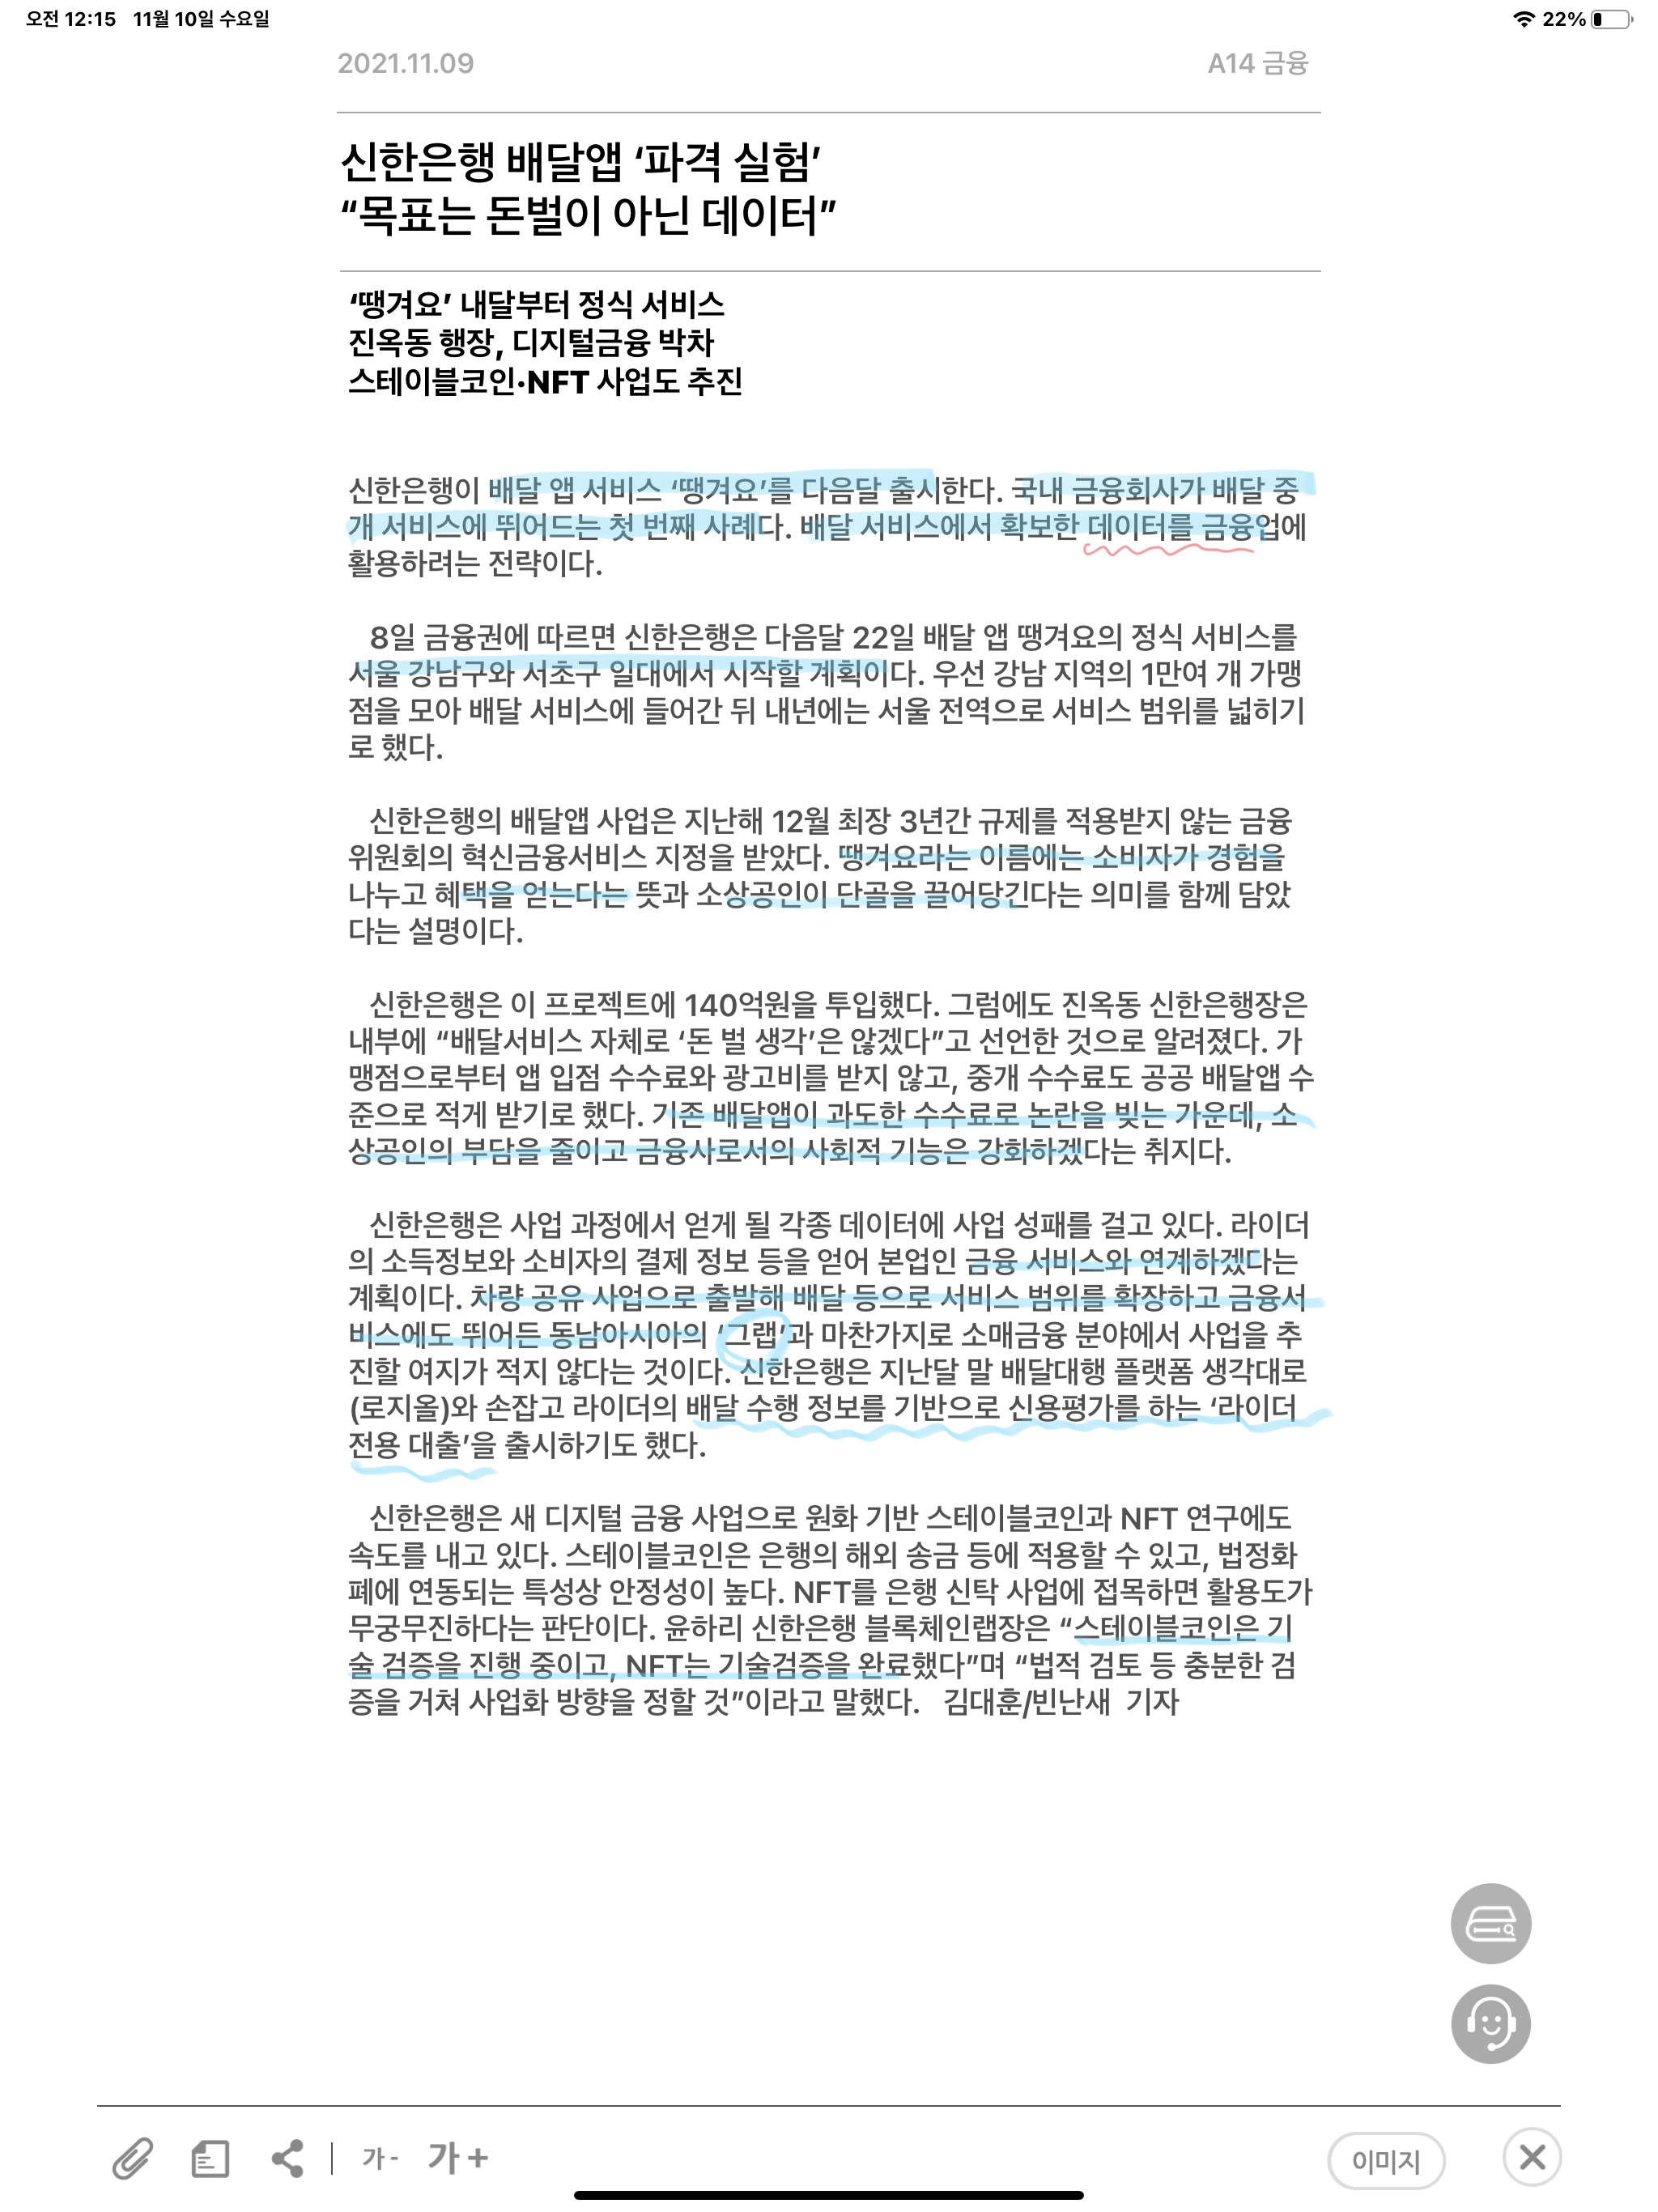 오전 12:15 11월 10일 수요일
22%
2021.11.09
A14 금융
신한은행 배달앱 ‘파격 실험’
“목표는 돈벌이 아닌 데이터”
‘땡겨요’ 내달부터 정식 서비스
진옥동 행장, 디지털금융 박차
스테이블코인·NFT 사업도 추진
신한은행이 배달 앱 서비스 ‘땡겨요’를 다음달 출시한다. 국내 금융회사가 배달 중
개 서비스에 뛰어드는 첫 번째 사례다. 배달 서비스에서 확보한 데이터를 금융업에
활용하려는 전략이다.
8일 금융권에 따르면 신한은행은 다음달 22일 배달 앱 땡겨요의 정식 서비스를
서울 강남구와 서초구 일대에서 시작할 계획이다. 우선 강남 지역의 1만여 개 가맹
점을 모아 배달 서비스에 들어간 뒤 내년에는 서울 전역으로 서비스 범위를 넓히기
로 했다.
신한은행의 배달앱 사업은 지난해 12월 최장 3년간 규제를 적용받지 않는 금융
위원회의 혁신금융서비스 지정을 받았다. 땡겨요라는 이름에는 소비자가 경험을
나누고 혜택을 얻는다는 뜻과 소상공인이 단골을 끌어당긴다는 의미를 함께 담았
다는 설명이다.
신한은행은 이 프로젝트에 140억원을 투입했다. 그럼에도 진옥동 신한은행장은
내부에 “배달서비스 자체로 ‘돈 벌 생각’은 않겠다”고 선언한 것으로 알려졌다. 가
맹점으로부터 앱 입점 수수료와 광고비를 받지 않고, 중개 수수료도 공공 배달앱 수
준으로 적게 받기로 했다. 기존 배달앱이 과도한 수수료로 논란을 빚는 가운데, 소
상공인의 부담을 줄이고 금융사로서의 사회적 기능은 강화하겠다는 취지다.
신한은행은 사업 과정에서 얻게 될 각종 데이터에 사업 성패를 걸고 있다. 라이더
의 소득정보와 소비자의 결제 정보 등을 얻어 본업인 금융 서비스와 연계하겠다는
계획이다. 차량 공유 사업으로 출발해 배달 등으로 서비스 범위를 확장하고 금융서
비스에도 뛰어든 동남아시아의 ‘그랩’과 마찬가지로 소매금융 분야에서 사업을 추
진할 여지가 적지 않다는 것이다. 신한은행은 지난달 말 배달대행 플랫폼 생각대로
(로지올)와 손잡고 라이더의 배달 수행 정보를 기반으로 신용평가를 하는 ‘라이더
전용 대출’을 출시하기도 했다.
신한은행은 새 디지털 금융 사업으로 원화 기반 스테이블코인과 NFT 연구에도
속도를 내고 있다. 스테이블코인은 은행의 해외 송금 등에 적용할 수 있고, 법정화
폐에 연동되는 특성상 안정성이 높다. NFT를 은행 신탁 사업에 접목하면 활용도가
무궁무진하다는 판단이다. 윤하리 신한은행 블록체인랩장은 “스테이블코인은 기
술 검증을 진행 중이고, NFT는 기술검증을 완료했다”며 “법적 검토 등 충분한 검
증을 거쳐 사업화 방향을 정할 것”이라고 말했다. 김대훈/빈난새 기자
가- 가+
이미지